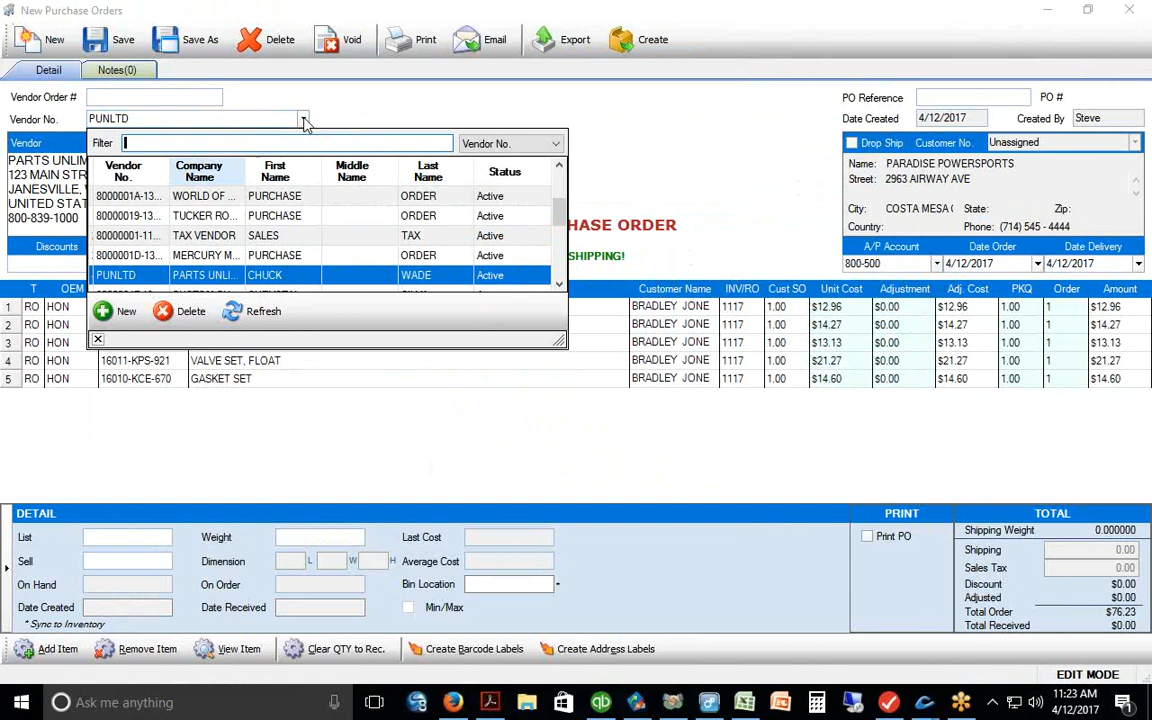 New Purchase Orders
New Save Save As Delete Void Print Email Export Create
Detail Notes(0)
Vendor Order # PO Reference PO #
Vendor No. PUNLTD Date Created 4/12/2017 Created By Steve
Vendor Filter Vendor No. Drop Ship Customer No. Unassigned
PARTS UNLIM
123 MAIN STR
JANESVILLE,
UNITED STAT
800-839-1000
Vendor No. Company Name First Name Middle Name Last Name Status
8000001A-13... WORLD OF ... PURCHASE ORDER Active
80000019-13... TUCKER RO... PURCHASE ORDER Active
80000001-11... TAX VENDOR SALES TAX Active
8000001D-13... MERCURY M... PURCHASE ORDER Active
PUNLTD PARTS UNLI... CHUCK WADE Active
New Delete Refresh
HASE ORDER
SHIPPING!
Name: PARADISE POWERSPORTS
Street: 2963 AIRWAY AVE
City: COSTA MESA ( State: Zip:
Country: Phone: (714) 545 - 4444
Discounts A/P Account Date Order Date Delivery
800-500 4/12/2017 4/12/2017
T OEM Customer Name INV/RO Cust SO Unit Cost Adjustment Adj. Cost PKQ Order Amount
1 RO HON BRADLEY JONE 1117 1.00 $12.96 $0.00 $12.96 1.00 1 $12.96
2 RO HON BRADLEY JONE 1117 1.00 $14.27 $0.00 $14.27 1.00 1 $14.27
3 RO HON BRADLEY JONE 1117 1.00 $13.13 $0.00 $13.13 1.00 1 $13.13
4 RO HON 16011-KPS-921 VALVE SET, FLOAT BRADLEY JONE 1117 1.00 $21.27 $0.00 $21.27 1.00 1 $21.27
5 RO HON 16010-KCE-670 GASKET SET BRADLEY JONE 1117 1.00 $14.60 $0.00 $14.60 1.00 1 $14.60
DETAIL PRINT TOTAL
List Weight Last Cost Print PO Shipping Weight 0.000000
Sell Dimension L W H Average Cost Shipping 0.00
On Hand On Order Bin Location Sales Tax 0.00
Date Created Date Received Min/Max Discount $0.00
* Sync to Inventory Adjusted $0.00
Total Order $76.23
Total Received $0.00
Add Item Remove Item View Item Clear QTY to Rec. Create Barcode Labels Create Address Labels
EDIT MODE
Ask me anything 11:23 AM
4/12/2017